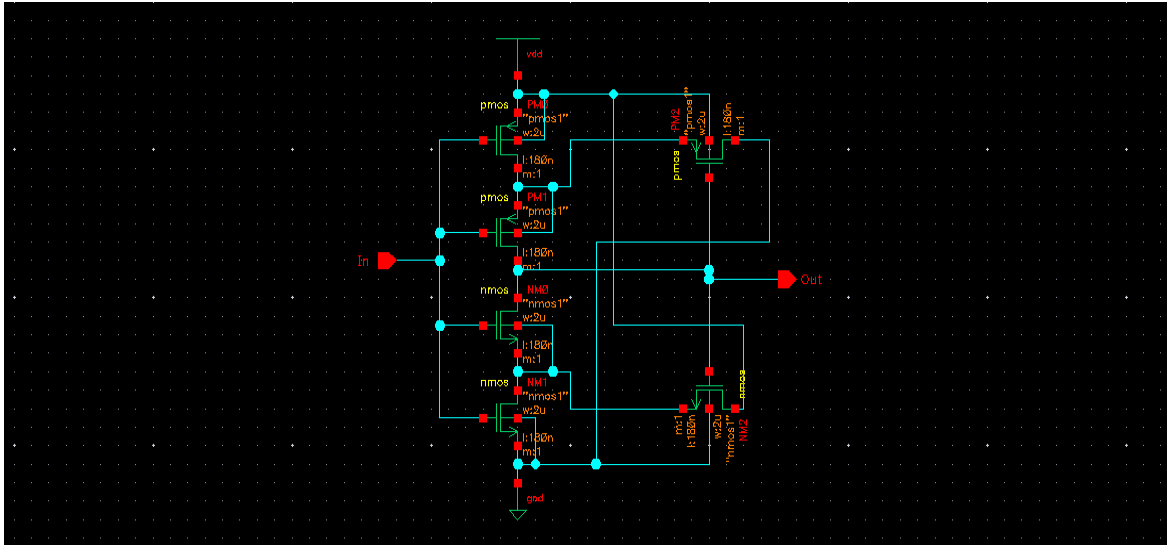 vdd
pmos
PM0
"pmos1"
w:2u
l:180n
m:1
pmos
PM1
"pmos1"
w:2u
l:180n
m:1
In
nmos
NM0
"nmos1"
w:2u
l:180n
m:1
nmos
NM1
"nmos1"
w:2u
l:180n
m:1
gnd
pmos
PM2
"pmos1"
w:2u
l:180n
m:1
Out
nmos
NM2
"nmos1"
w:2u
l:180n
m:1